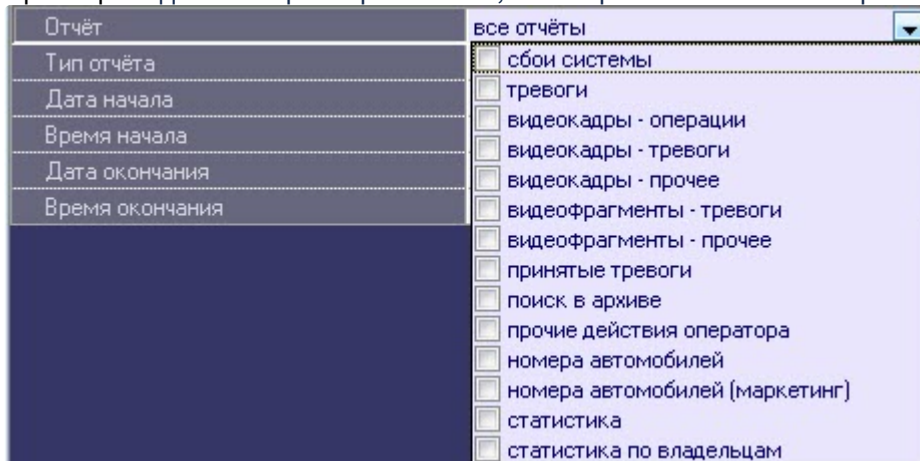 Отчёт все отчёты
Тип отчёта сбои системы
Дата начала тревоги
Время начала видеокадры - операции
Дата окончания видеокадры - тревоги
Время окончания видеокадры - прочее
видеофрагменты - тревоги
видеофрагменты - прочее
принятые тревоги
поиск в архиве
прочие действия оператора
номера автомобилей
номера автомобилей (маркетинг)
статистика
статистика по владельцам